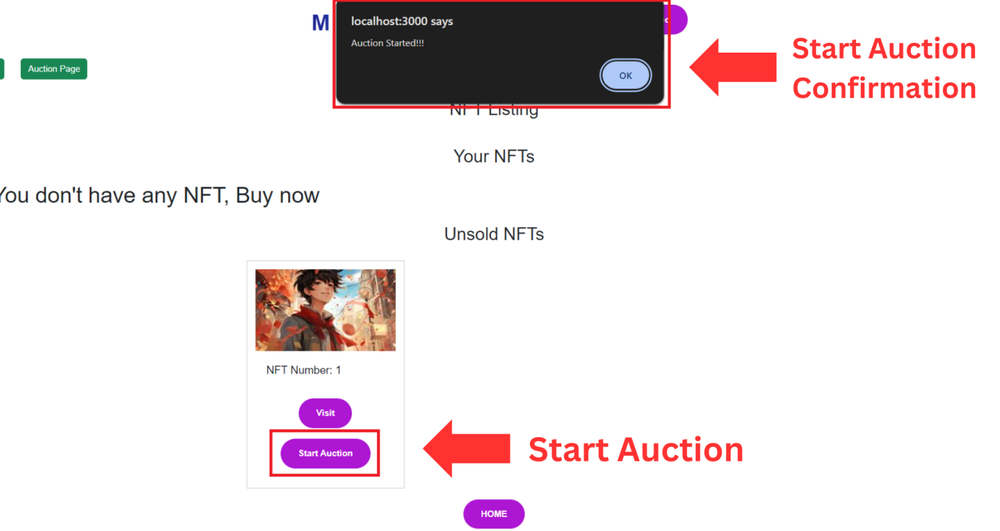 M
localhost:3000 says
Auction Started!!!
OK
Start Auction
Confirmation
Auction Page
NFT Listing
Your NFTs
You don't have any NFT, Buy now
Unsold NFTs
NFT Number: 1
Visit
Start Auction
Start Auction
HOME